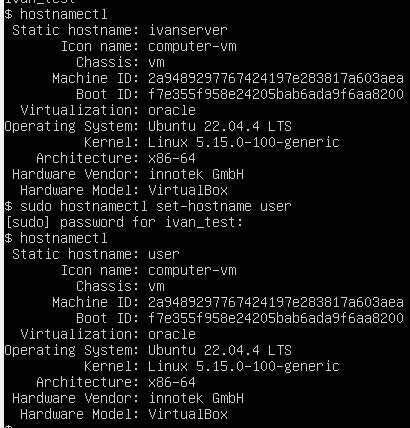 ivan_test
$ hostnamectl
Static hostname: ivanserver
Icon name: computer-vm
Chassis: vm
Machine ID: 2a9489297767424197e283817a603aea
Boot ID: f7e355f958e24205bab6ada9f6aa8200
Virtualization: oracle
Operating System: Ubuntu 22.04.4 LTS
Kernel: Linux 5.15.0-100-generic
Architecture: x86-64
Hardware Vendor: innotek GmbH
Hardware Model: VirtualBox
$ sudo hostnamectl set-hostname user
[sudo] password for ivan_test:
$ hostnamectl
Static hostname: user
Icon name: computer-vm
Chassis: vm
Machine ID: 2a9489297767424197e283817a603aea
Boot ID: f7e355f958e24205bab6ada9f6aa8200
Virtualization: oracle
Operating System: Ubuntu 22.04.4 LTS
Kernel: Linux 5.15.0-100-generic
Architecture: x86-64
Hardware Vendor: innotek GmbH
Hardware Model: VirtualBox
$